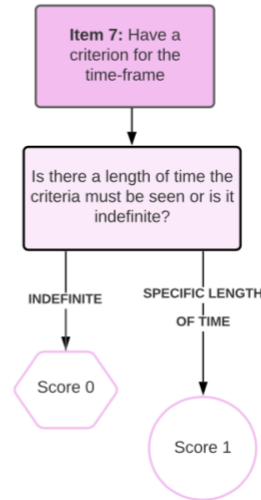 Item 7: Have a
criterion for the
time-frame
Is there a length of time the
criteria must be seen or is it
indefinite?
INDEFINITE
SPECIFIC LENGTH
OF TIME
Score 0
Score 1